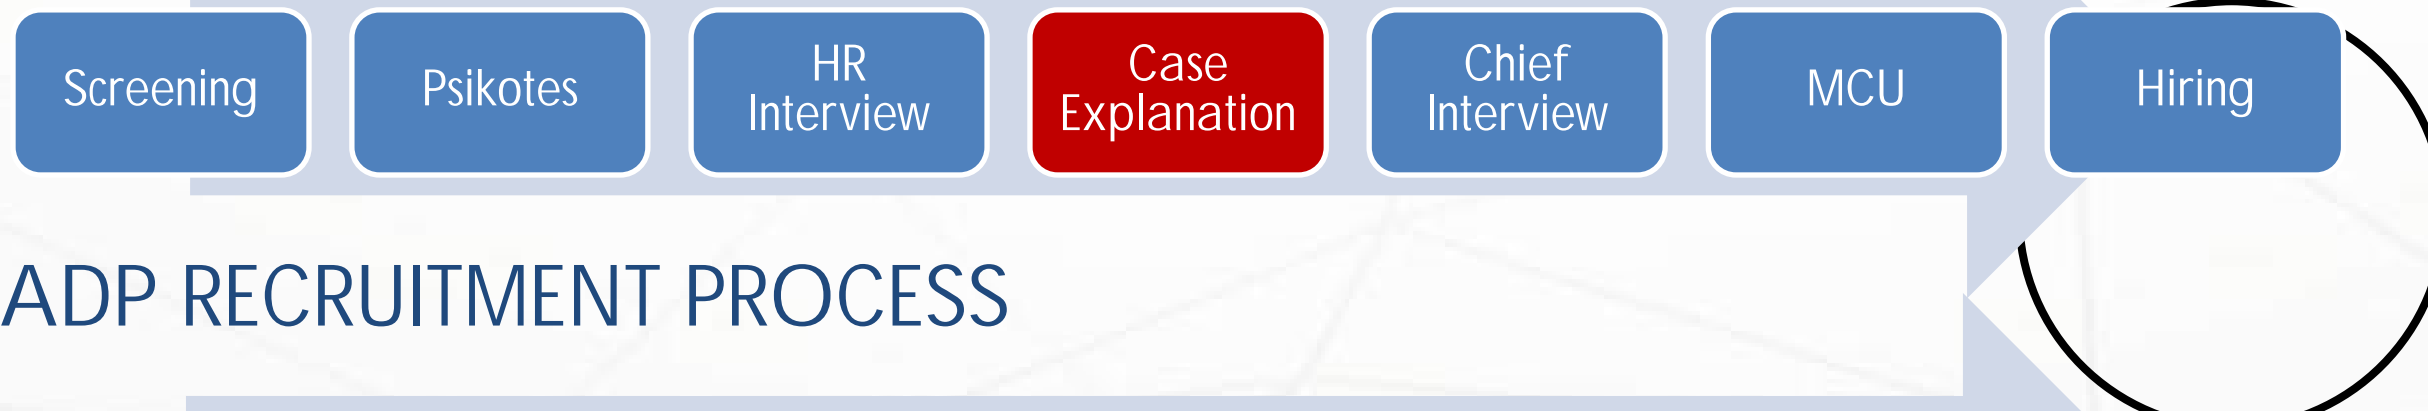 Screening
Psikotes
HR
Interview
Case
Explanation
Chief
Interview
MCU
Hiring
ADP RECRUITMENT PROCESS